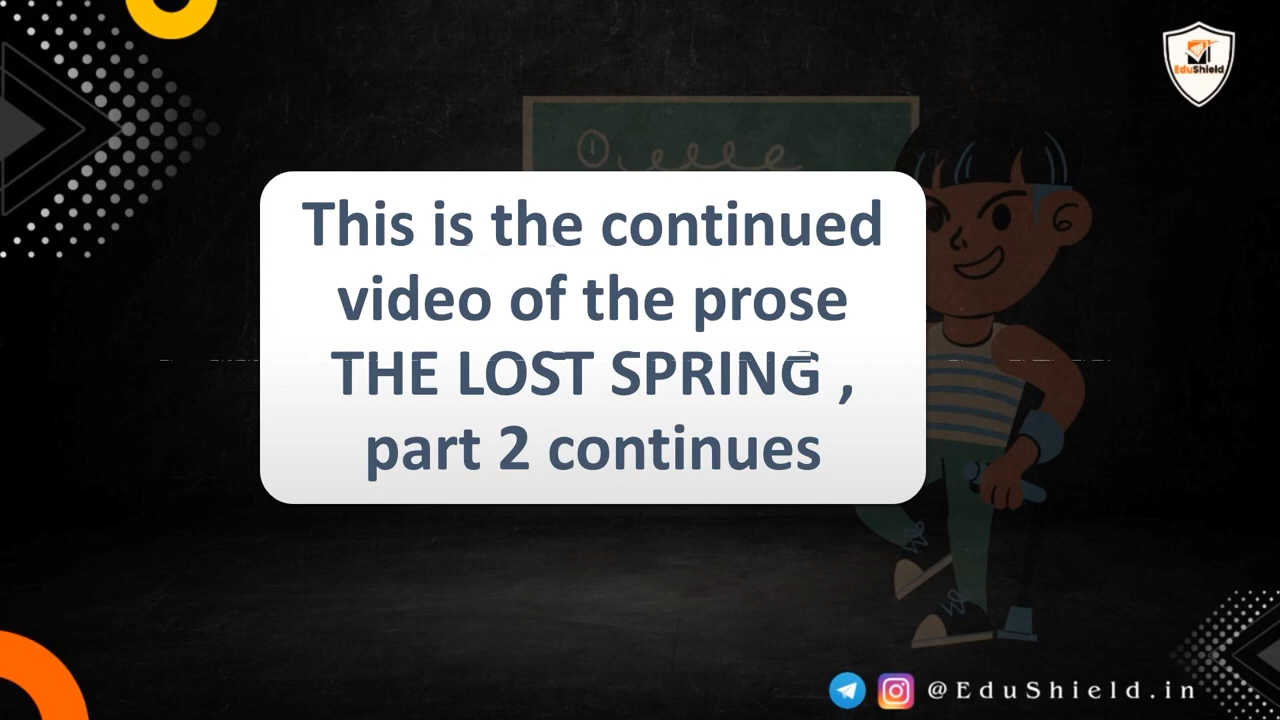 EduShield
This is the continued
video of the prose
THE LOST SPRING ,
part 2 continues
@EduShield.in